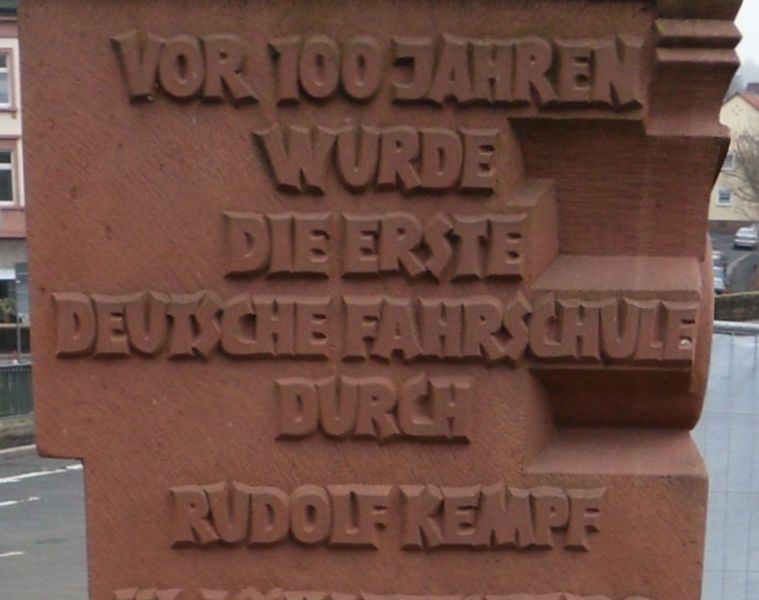 VOR 100 JAHREN
WURDE
DIE ERSTE
DEUTSCHE FAHRSCHULE
DURCH
RUDOLF KEMPF